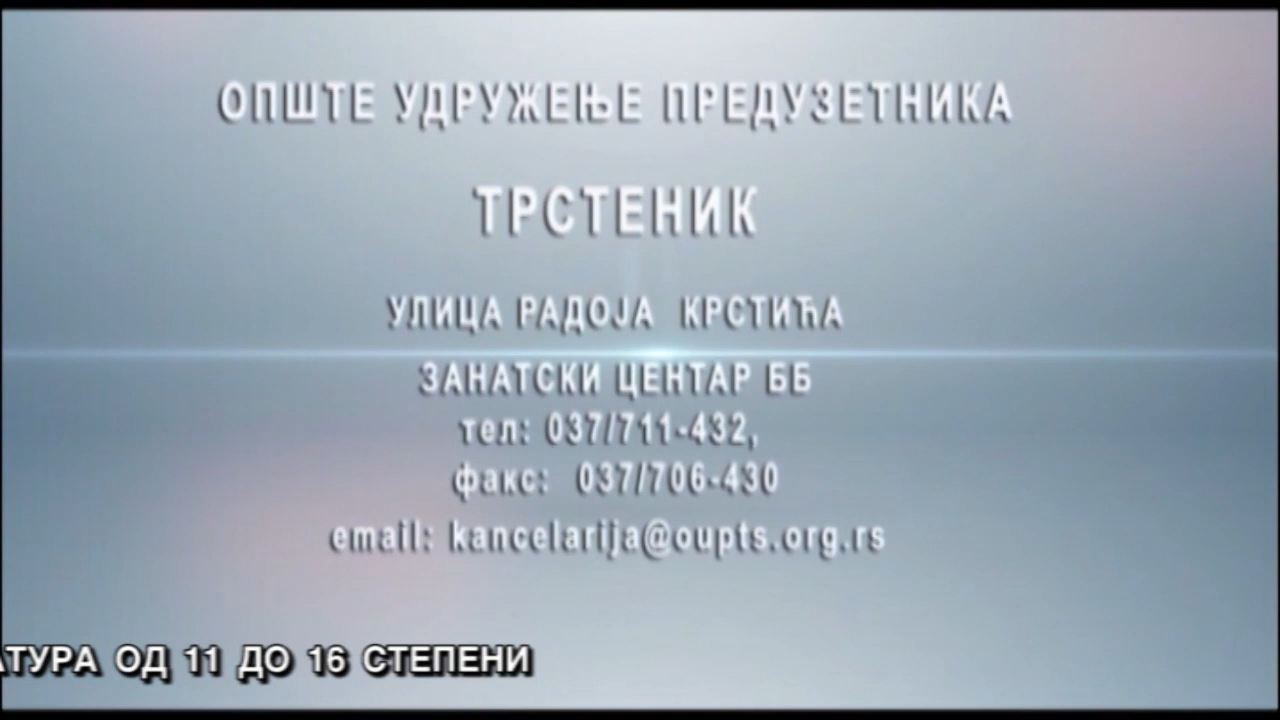 ОПШТЕ УДРУЖЕЊЕ ПРЕДУЗЕТНИКА
ТРСТЕНИК
УЛИЦА РАДОЈА КРСТИЋА
ЗАНАТСКИ ЦЕНТАР ББ
тел: 037/711-432,
факс: 037/706-430
email: kancelarija@oupts.org.rs
АТУРА ОД 11 ДО 16 СТЕПЕНИ